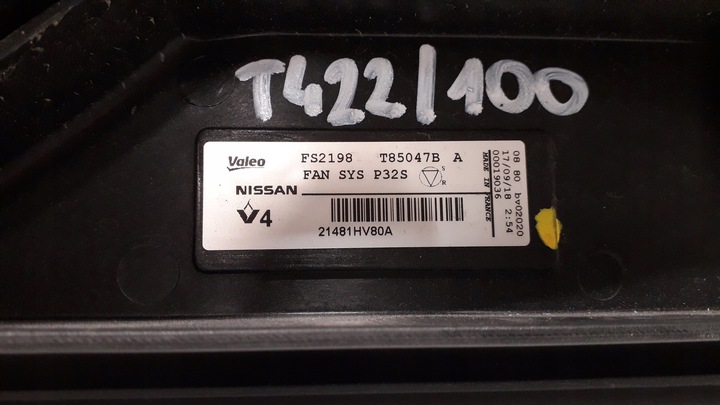 T422/100
Valeo FS2198 T85047B A
FAN SYS P32S S R
NISSAN
V4
21481HV80A
MADE IN FRANCE
00019036
17/09/18 2:54
08 80 bv02020